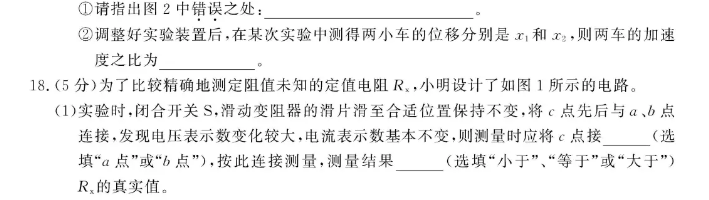 ①请指出图 2 中错误之处：________。
②调整好实验装置后，在某次实验中测得两小车的位移分别是 x₁ 和 x₂，则两车的加速
度之比为________。
18.(5 分)为了比较精确地测定阻值未知的定值电阻 Rₓ，小明设计了如图 1 所示的电路。
(1)实验时，闭合开关 S，滑动变阻器的滑片滑至合适位置保持不变，将 c 点先后与 a、b 点
连接，发现电压表示数变化较大，电流表示数基本不变，则测量时应将 c 点接______(选
填“a 点”或“b 点”)，按此连接测量，测量结果______(选填“小于”、“等于”或“大于”)
Rₓ的真实值。